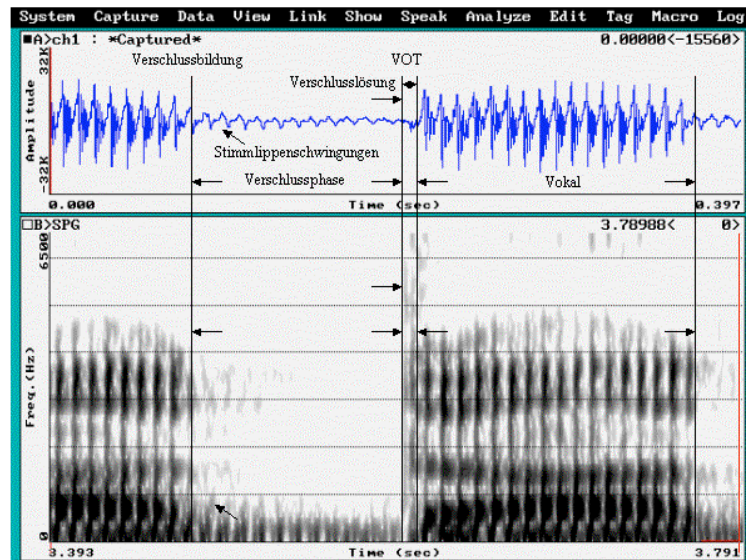 System Capture Data View Link Show Speak Analyze Edit Tag Macro Log
A>ch1 : *Captured* 0.00000<-15560>
Verschlussbildung VOT
Verschlusslösung
32K
Amplitude
-32K
Stimmlippenschwingungen
Verschlussphase Vokal
0.000 Time (sec) 0.397
B>SPG 3.78988< 0>
6500
Freq.(Hz)
0
3.393 Time (sec) 3.791